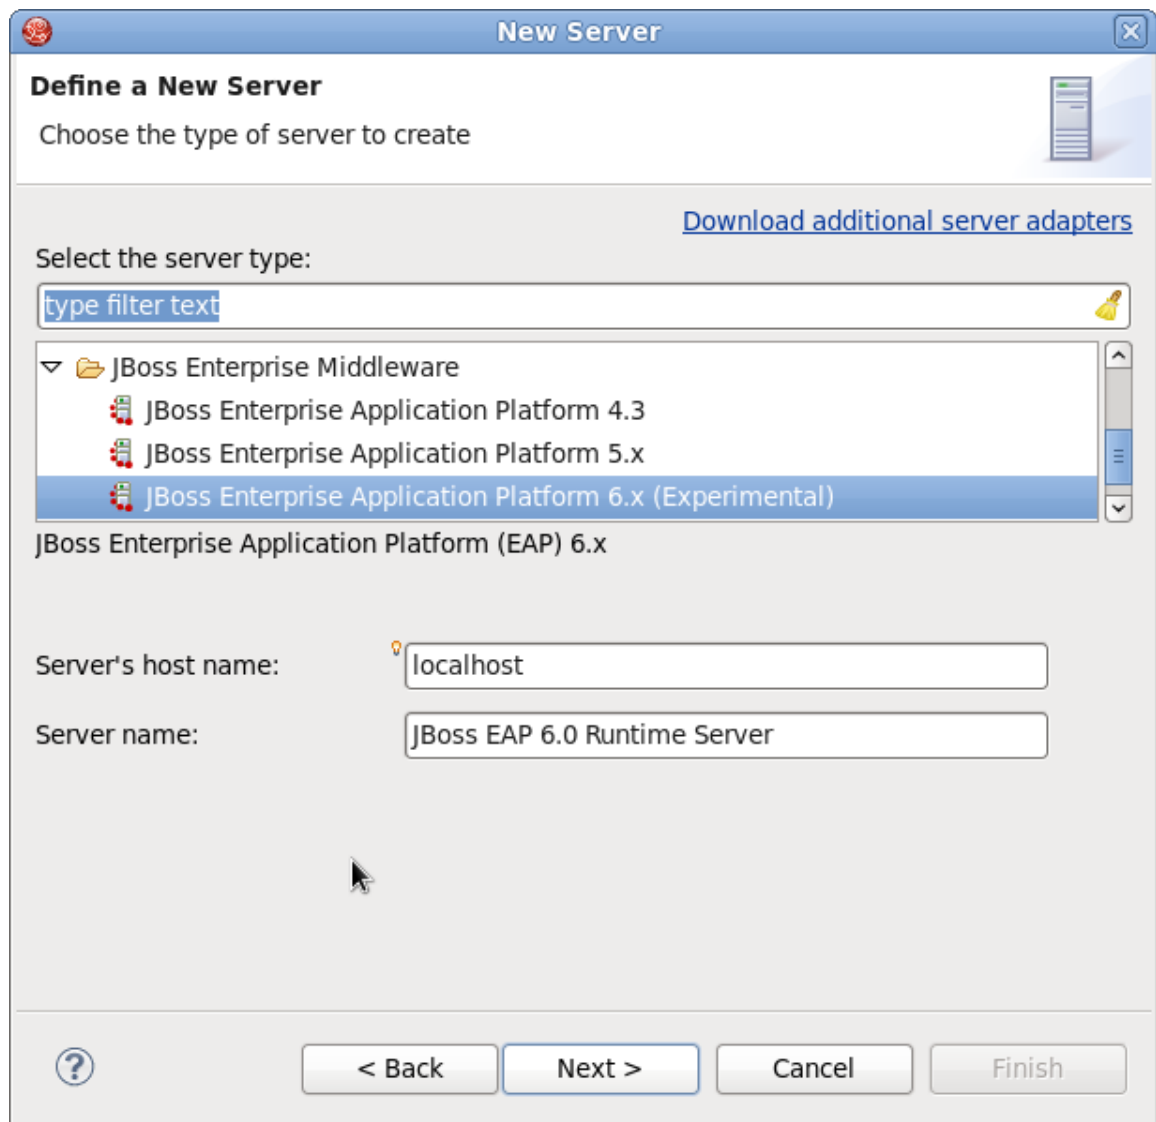 New Server
Define a New Server
Choose the type of server to create
Download additional server adapters
Select the server type:
type filter text
JBoss Enterprise Middleware
JBoss Enterprise Application Platform 4.3
JBoss Enterprise Application Platform 5.x
JBoss Enterprise Application Platform 6.x (Experimental)
JBoss Enterprise Application Platform (EAP) 6.x
Server's host name: localhost
Server name: JBoss EAP 6.0 Runtime Server
? < Back Next > Cancel Finish